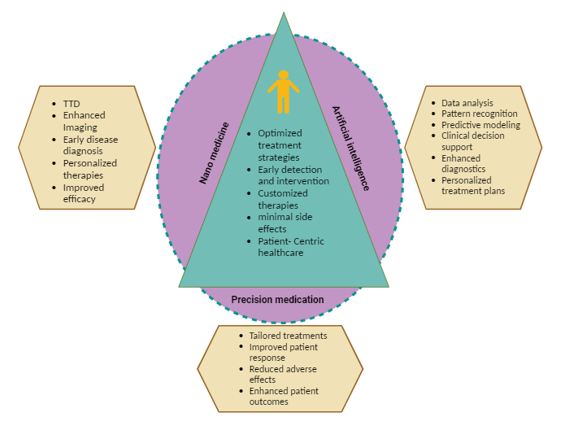 • TTD
• Enhanced
Imaging
• Early disease
diagnosis
• Personalized
therapies
• Improved
efficacy
Nano medicine
• Optimized
treatment
strategies
• Early detection
and intervention
• Customized
therapies
• minimal side
effects
• Patient- Centric
healthcare
Artificial intelligence
• Data analysis
• Pattern recognition
• Predictive modeling
• Clinical decision
support
• Enhanced
diagnostics
• Personalized
treatment plans
Precision medication
• Tailored treatments
• Improved patient
response
• Reduced adverse
effects
• Enhanced patient
outcomes